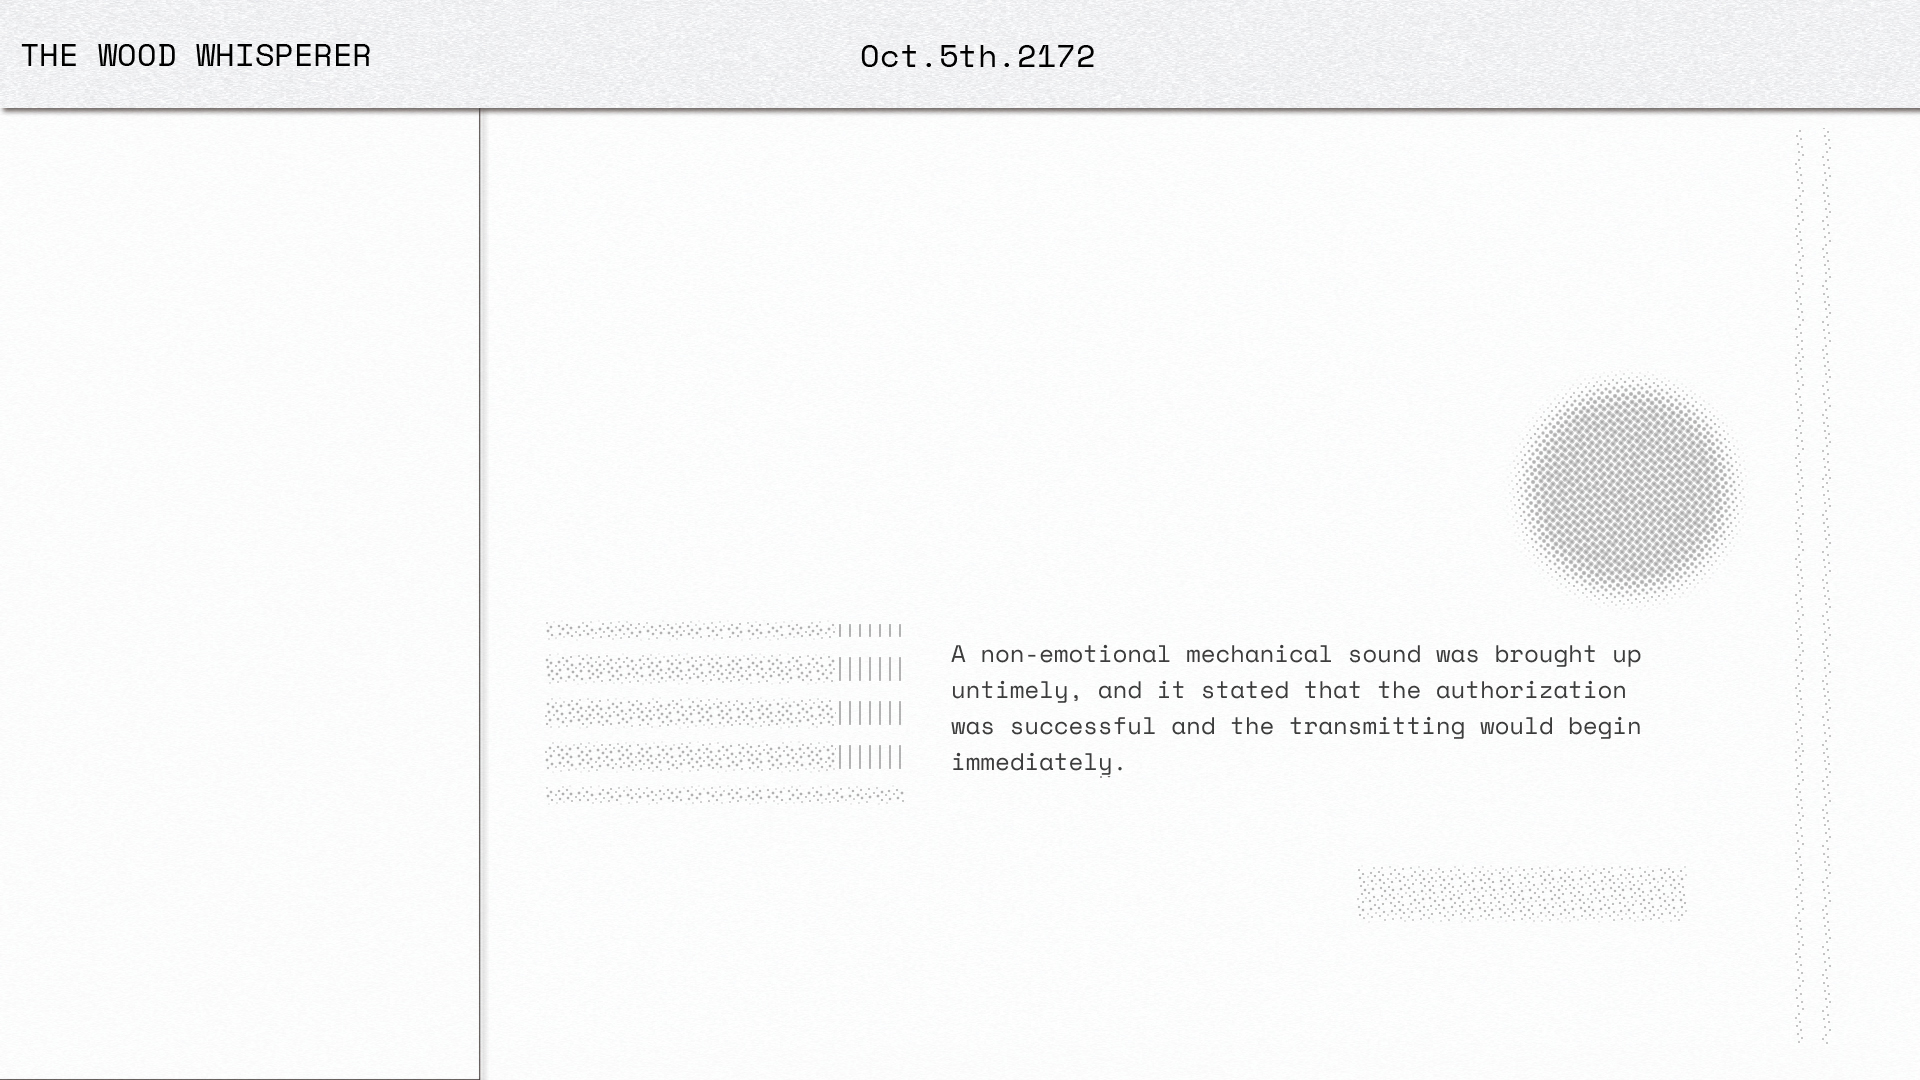 THE WOOD WHISPERER
Oct.5th.2172
A non-emotional mechanical sound was brought up
untimely, and it stated that the authorization
was successful and the transmitting would begin
immediately.